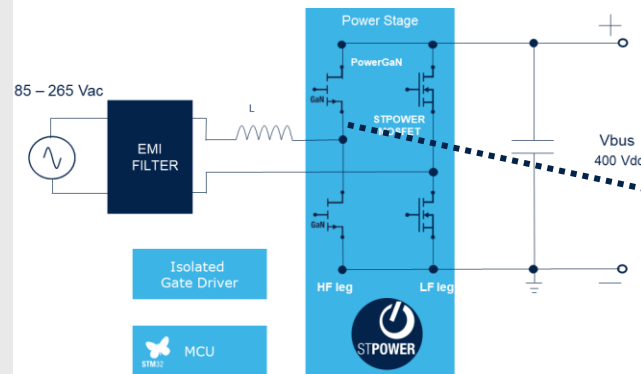 Power Stage
PowerGaN
85 – 265 Vac
GaN
L
STPOWER
MOSFET
EMI
FILTER
Vbus
400 Vdc
GaN
Isolated
Gate Driver
HF leg
LF leg
STM32
MCU
STPOWER